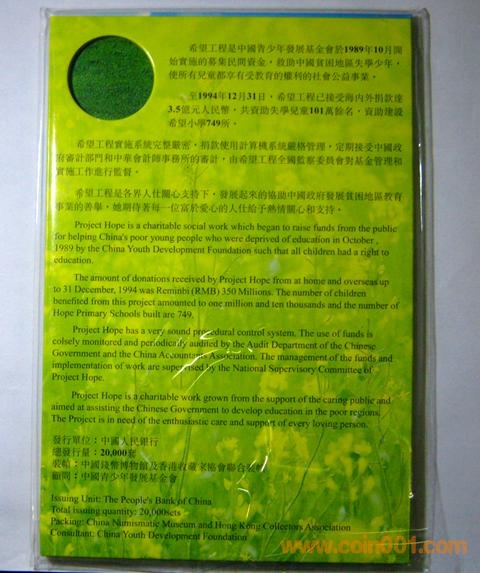 希望工程是中國青少年發展基金會於1989年10月開
始實施的募集民間資金，救助中國貧困地區失學少年，
使所有兒童都享有受教育的權利的社會公益事業。
至1994年12月31日，希望工程已接受海内外捐款達
3.5億元人民幣，共資助失學兒童101萬餘名，資助建設
希望小學749所。
希望工程實施系統完整嚴密，捐款使用計算機系統嚴格管理，定期接受中國政
府審計部門和中華會計師事務所的審計，由希望工程全國監察委員會對基金管理和
實施工作進行監督。
希望工程是各界人仕關心支持下，發展起來的協助中國政府發展貧困地區教育
事業的善舉，她期待著每一位富於愛心的人仕給予熱情關心和支持。
Project Hope is a charitable social work which began to raise funds from the public
for helping China's poor young people who were deprived of education in October ,
1989 by the China Youth Development Foundation such that all children had a right to
education.
The amount of donations received by Project Hope from at home and overseas up
to 31 December, 1994 was Reminbi (RMB) 350 Millions. The number of children
benefited from this project amounted to one million and ten thousands and the number of
Hope Primary Schools built are 749.
Project Hope has a very sound procedural control system. The use of funds is
colsely monitored and periodically audited by the Audit Department of the Chinese
Government and the China Accountants Association. The management of the funds and
implementation of work are supervised by the National Supervisory Committee of
Project Hope.
Project Hope is a charitable work grown from the support of the caring public and
aimed at assisting the Chinese Government to develop education in the poor regions.
The Project is in need of the enthusiastic care and support of every loving person.
發行單位：中國人民銀行
總發行量：20,000套
裝幀：中國錢幣博物館及香港收藏家協會聯合裝幀
顧問：中國青少年發展基金會
Issuing Unit: The People's Bank of China
Total issuing quantity: 20,000sets
Packing: China Numismatic Museum and Hong Kong Collectors Association
Consultant: China Youth Development Foundation
www.coin001.com